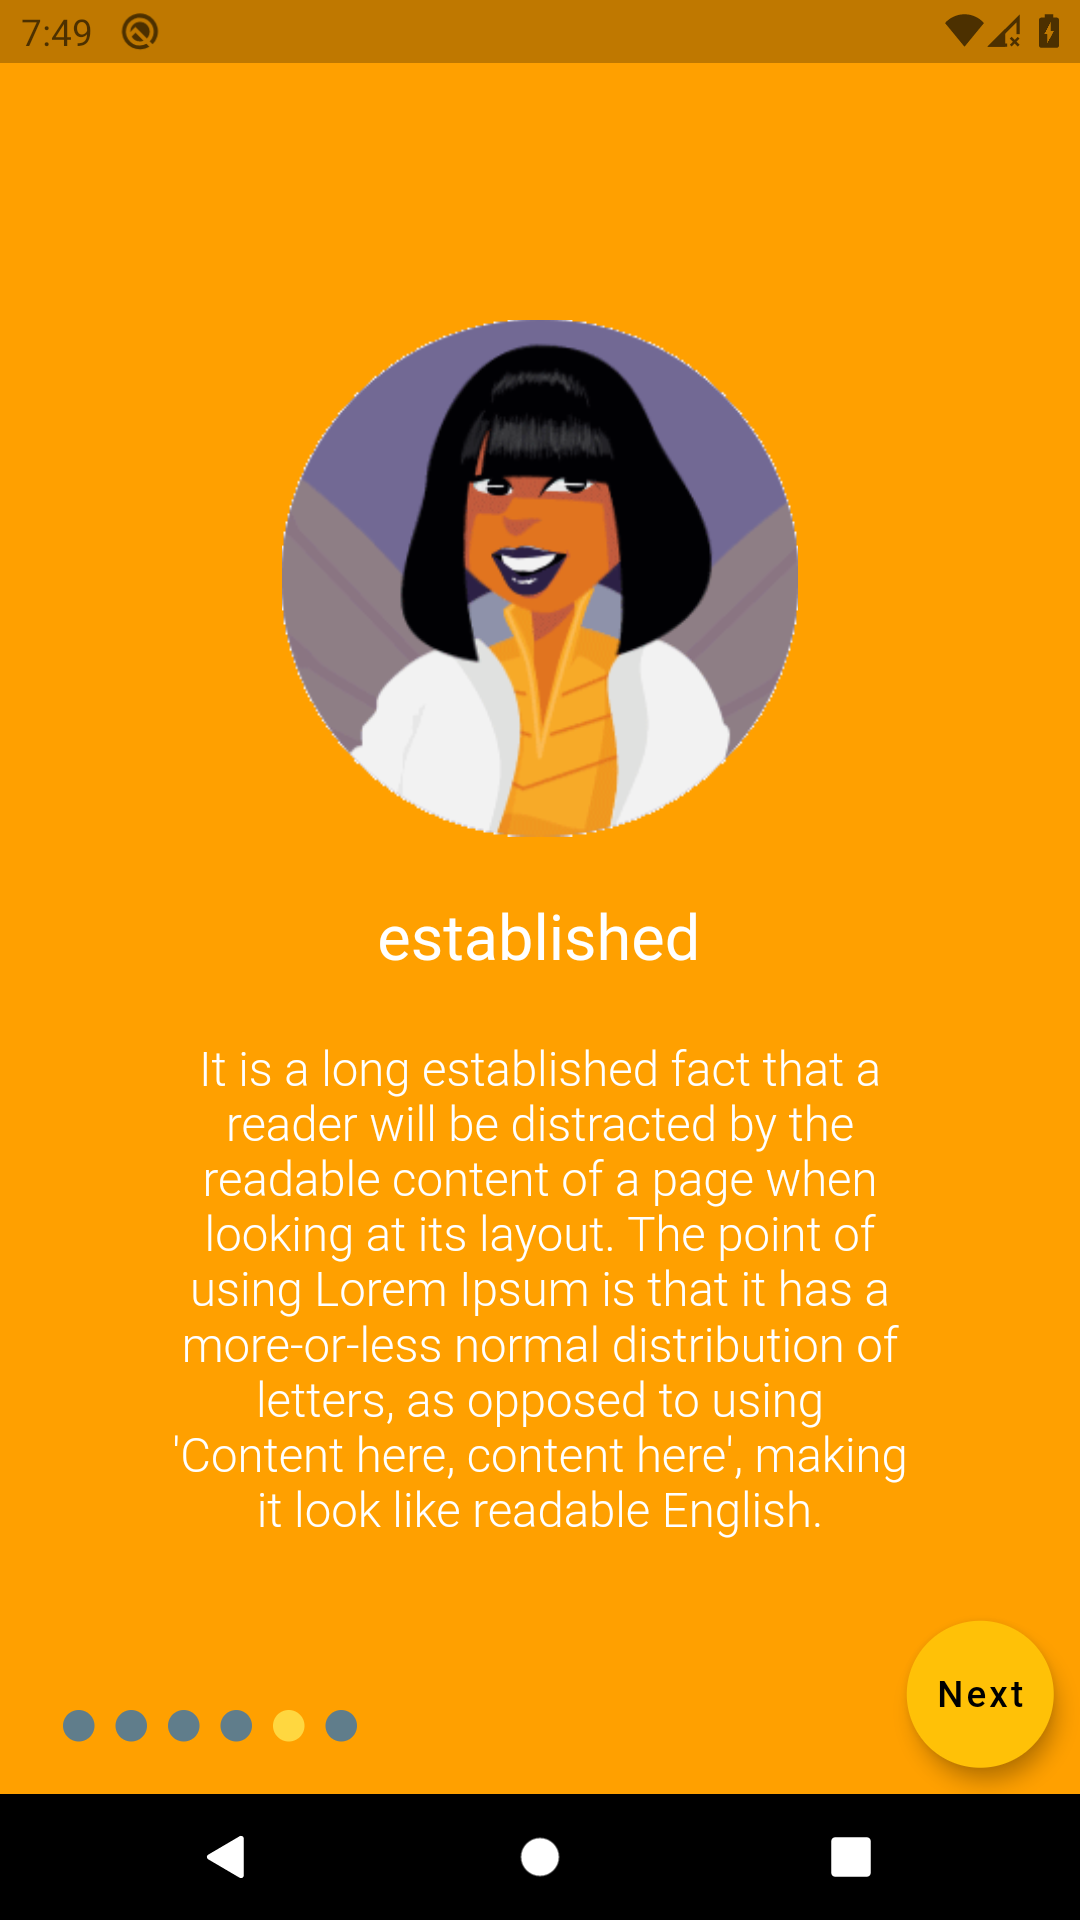 7:49
established
It is a long established fact that a
reader will be distracted by the
readable content of a page when
looking at its layout. The point of
using Lorem Ipsum is that it has a
more-or-less normal distribution of
letters, as opposed to using
'Content here, content here', making
it look like readable English.
Next